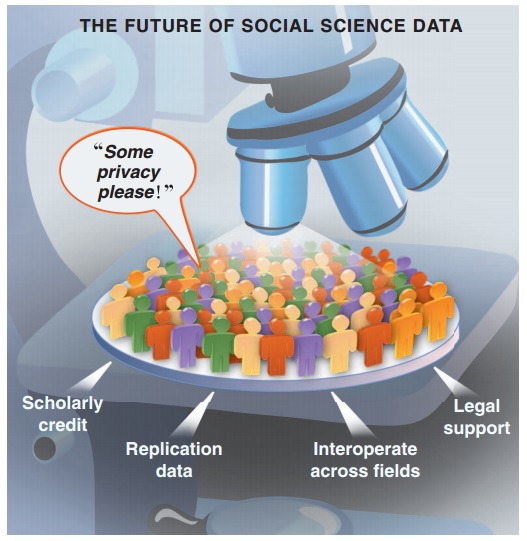 THE FUTURE OF SOCIAL SCIENCE DATA
“Some
privacy
please!”
Scholarly
credit
Replication
data
Interoperate
across fields
Legal
support